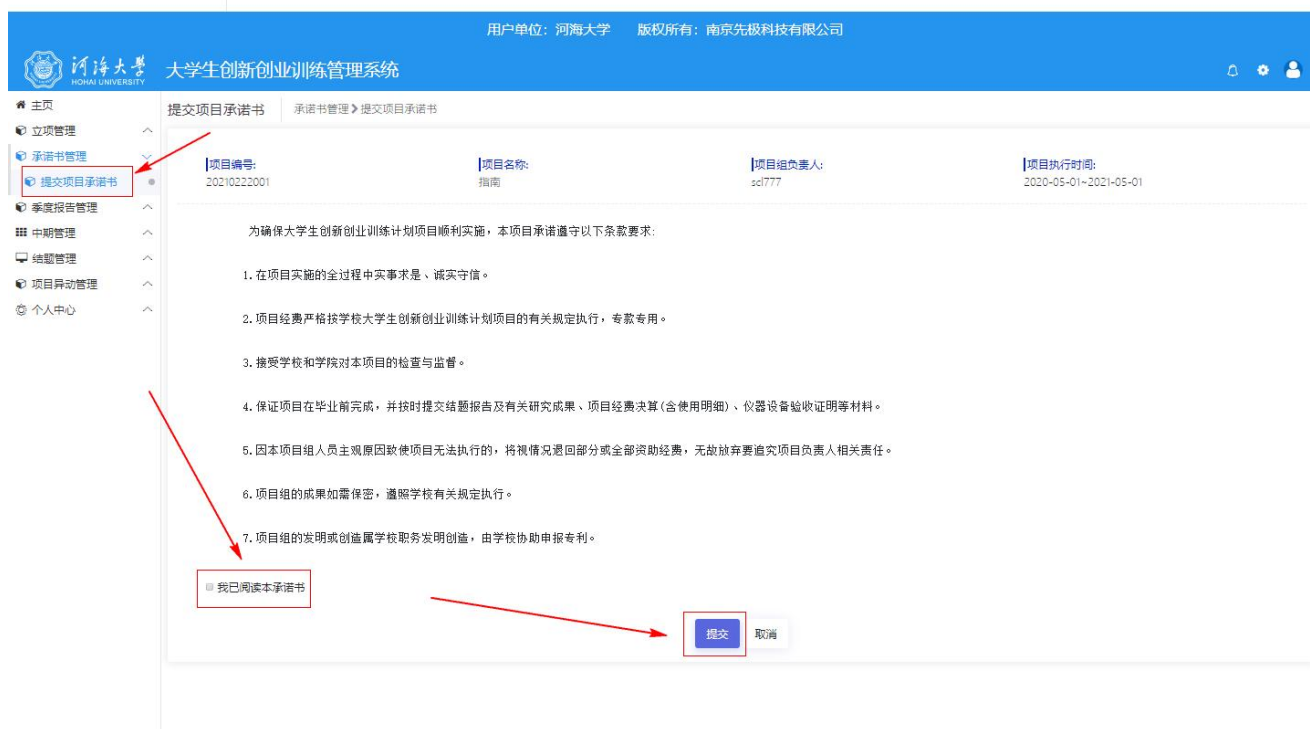 用户单位：河海大学 版权所有：南京先极科技有限公司
河海大学
HOHAI UNIVERSITY
大学生创新创业训练管理系统
主页
立项管理
承诺书管理
提交项目承诺书
季度报告管理
中期管理
结题管理
项目异动管理
个人中心
提交项目承诺书 承诺书管理❯提交项目承诺书
项目编号: 项目名称: 项目组负责人: 项目执行时间:
20210222001 指南 scl777 2020-05-01~2021-05-01
为确保大学生创新创业训练计划项目顺利实施，本项目承诺遵守以下条款要求:
1.在项目实施的全过程中实事求是、诚实守信。
2.项目经费严格按学校大学生创新创业训练计划项目的有关规定执行，专款专用。
3.接受学校和学院对本项目的检查与监督。
4.保证项目在毕业前完成，并按时提交结题报告及有关研究成果、项目经费决算(含使用明细)、仪器设备验收证明等材料。
5.因本项目组人员主观原因致使项目无法执行的，将视情况退回部分或全部资助经费，无故放弃要追究项目负责人相关责任。
6.项目组的成果如需保密，遵照学校有关规定执行。
7.项目组的发明或创造属学校职务发明创造，由学校协助申报专利。
我已阅读本承诺书
提交 取消